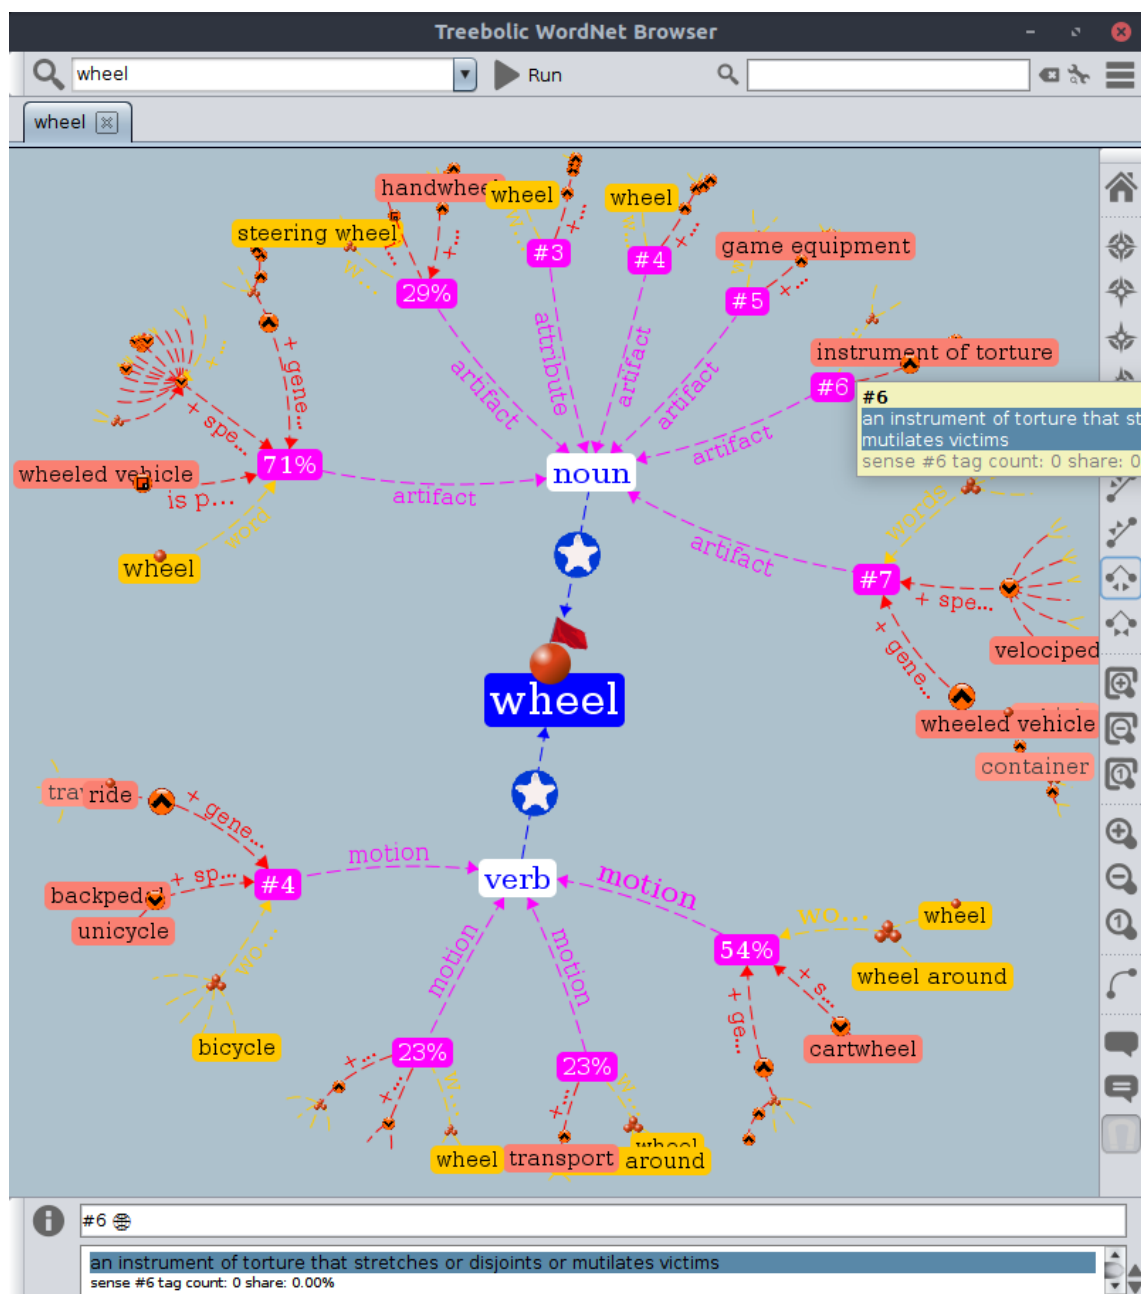 Treebolic WordNet Browser
wheel
Run
wheel
handwheel
wheel
wheel
steering wheel
#3
#4
game equipment
29%
#5
artifact
attribute
artifact
artifact
instrument of torture
#6
#6
an instrument of torture that st
mutilates victims
sense #6 tag count: 0 share: 0
+ gene...
+ spe...
wheeled vehicle
71%
artifact
noun
artifact
is p...
word
wheel
words
artifact
#7
+ spe...
+ gene...
velociped
wheel
wheeled vehicle
container
tra
ride
+ gene...
motion
verb
motion
#4
+ sp...
backped
unicycle
wo...
bicycle
motion
motion
54%
wo...
wheel
wheel around
+ s...
+ ge...
cartwheel
23%
23%
+...
+...
w...
+...
w...
wheel
transport
wheel
around
#6
an instrument of torture that stretches or disjoints or mutilates victims
sense #6 tag count: 0 share: 0.00%